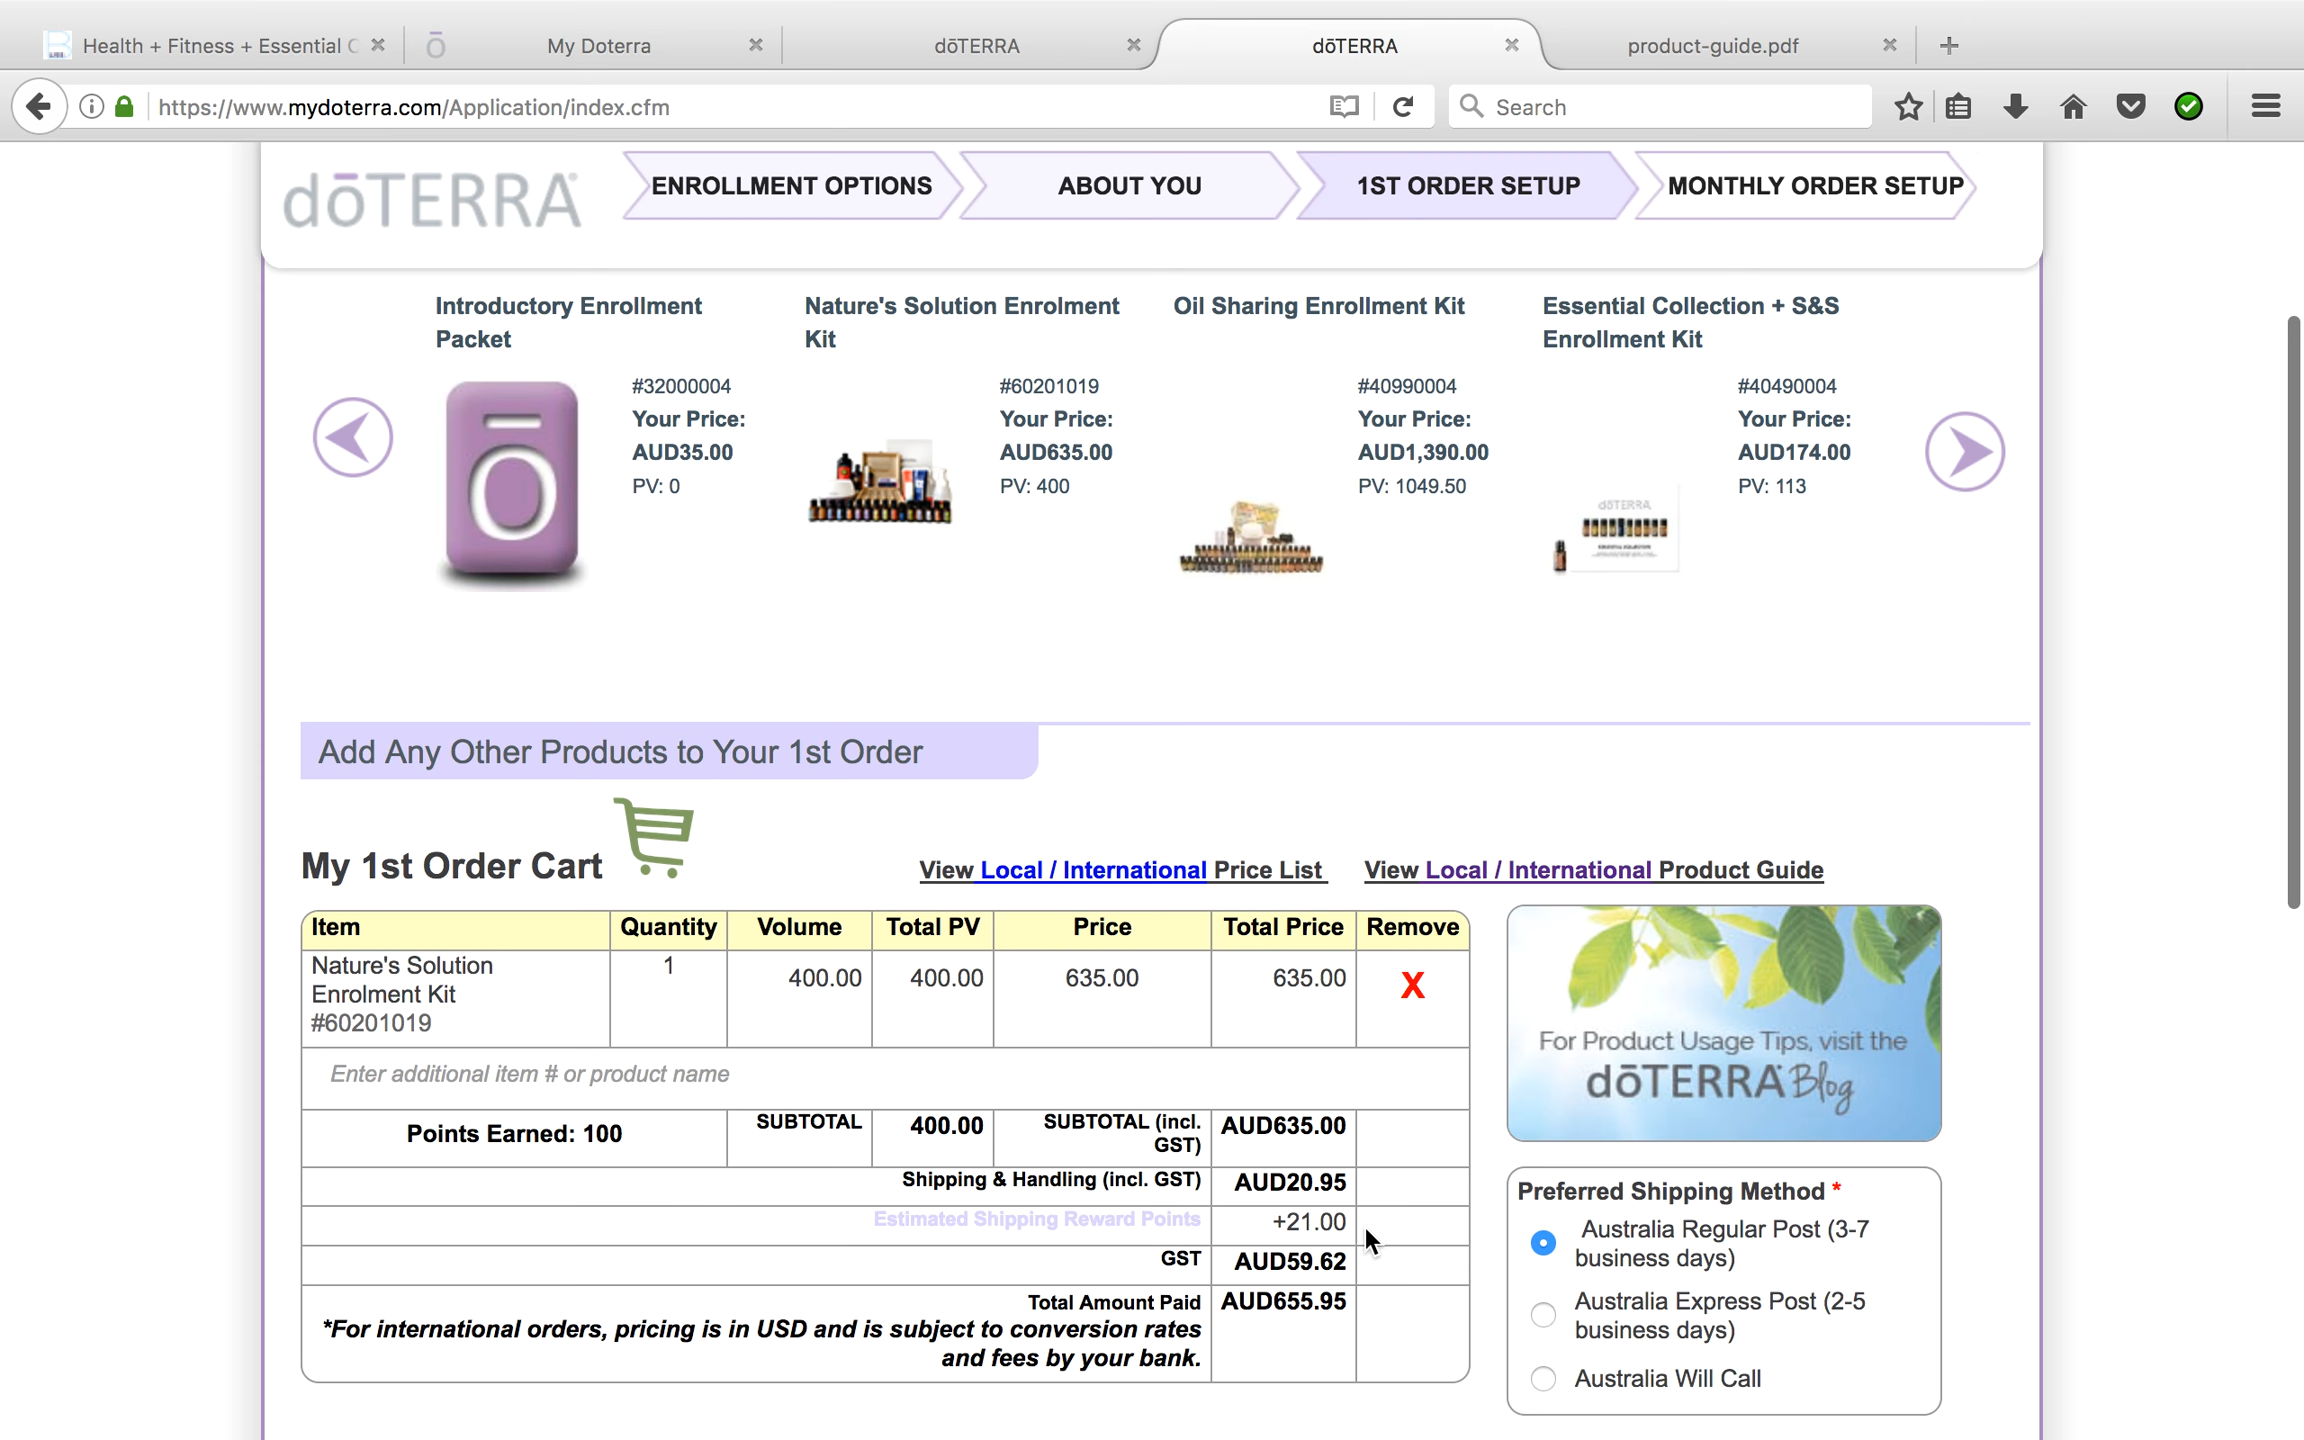 Health + Fitness + Essential O
My Doterra
dōTERRA
dōTERRA
product-guide.pdf
https://www.mydoterra.com/Application/index.cfm
Search
dōTERRA
ENROLLMENT OPTIONS
ABOUT YOU
1ST ORDER SETUP
MONTHLY ORDER SETUP
Introductory Enrollment
Packet
#32000004
Your Price:
AUD35.00
PV: 0
Nature's Solution Enrolment
Kit
#60201019
Your Price:
AUD635.00
PV: 400
Oil Sharing Enrollment Kit
#40990004
Your Price:
AUD1,390.00
PV: 1049.50
Essential Collection + S&S
Enrollment Kit
#40490004
Your Price:
AUD174.00
PV: 113
dōTERRA
Add Any Other Products to Your 1st Order
My 1st Order Cart
View Local / International Price List
View Local / International Product Guide
Item Quantity Volume Total PV Price Total Price Remove
Nature's Solution 1 400.00 400.00 635.00 635.00 X
Enrolment Kit
#60201019
Enter additional item # or product name
Points Earned: 100 SUBTOTAL 400.00 SUBTOTAL (incl. AUD635.00
GST)
Shipping & Handling (incl. GST) AUD20.95
Estimated Shipping Reward Points +21.00
GST AUD59.62
Total Amount Paid AUD655.95
*For international orders, pricing is in USD and is subject to conversion rates
and fees by your bank.
For Product Usage Tips, visit the
dōTERRA Blog
Preferred Shipping Method *
Australia Regular Post (3-7
business days)
Australia Express Post (2-5
business days)
Australia Will Call